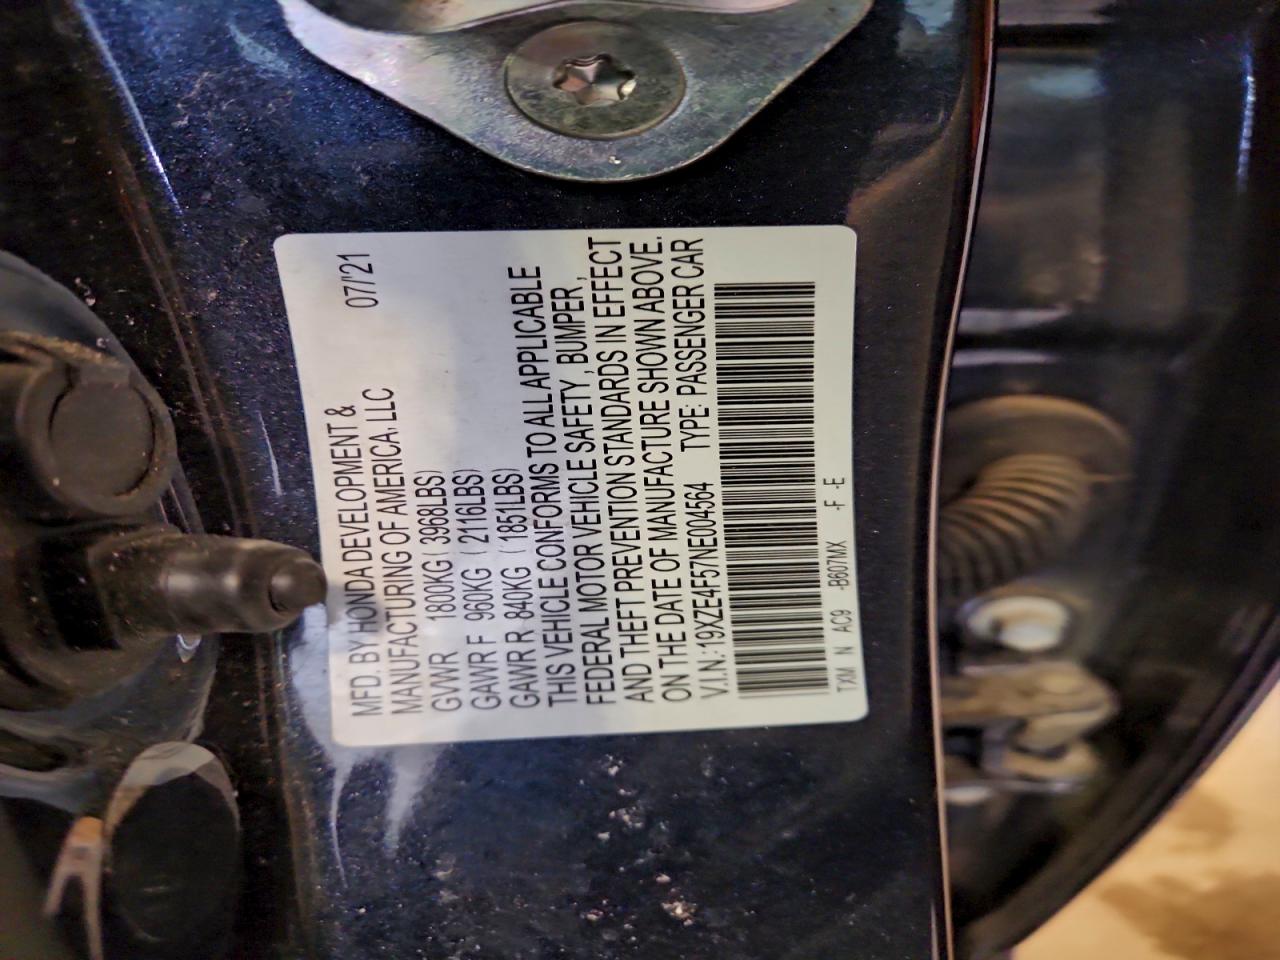 MFD. BY HONDA DEVELOPMENT &
MANUFACTURING OF AMERICA, LLC 07/'21
GVWR 1800KG ( 3968LBS)
GAWR F 960KG ( 2116LBS)
GAWR R 840KG ( 1851LBS)
THIS VEHICLE CONFORMS TO ALL APPLICABLE
FEDERAL MOTOR VEHICLE SAFETY, BUMPER,
AND THEFT PREVENTION STANDARDS IN EFFECT
ON THE DATE OF MANUFACTURE SHOWN ABOVE.
V.I.N.:19XZE4F57NE004564 TYPE: PASSENGER CAR
TXM N AC9 -B607MX -F -E